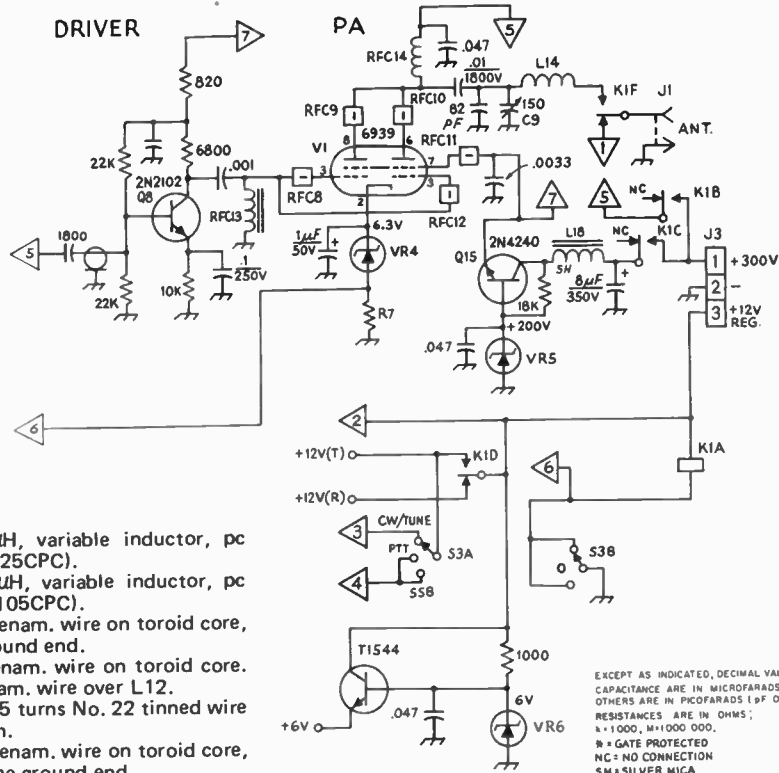 DRIVER
PA
7
820
.047
5
RFC14
.01
1800V
L14
K1F
J1
RFC10
RFC9
82
pF
150
C9
1
ANT.
22K
6800
8
6939
6
RFC11
V1
2N2102
Q8
.001
3
7
3
.0033
RFC8
RFC13
2
RFC12
7
5
NC
K1B
NC
K1C
J3
5
1800
1µF
50V
6.3V
VR4
2N4240
Q15
L18
5H
1
+300V
2
-
3
+12V
REG.
22K
10K
.1
250V
R7
18K
8µF
350V
+200V
.047
VR5
6
2
+12V(T)
K1D
6
K1A
+12V(R)
CW/TUNE
3
S3A
PTT
4
SSB
S3B
µH, variable inductor, pc
25CPC).
µH, variable inductor, pc
105CPC).
enam. wire on toroid core,
ound end.
enam. wire on toroid core.
am. wire over L12.
5 turns No. 22 tinned wire
n.
enam. wire on toroid core,
ne ground end.
T1544
1000
+6V
.047
6V
VR6
EXCEPT AS INDICATED, DECIMAL VAL
CAPACITANCE ARE IN MICROFARADS
OTHERS ARE IN PICOFARADS (pF O
RESISTANCES ARE IN OHMS;
k=1000, M=1000 000.
* = GATE PROTECTED
NC = NO CONNECTION
SM = SILVER MICA